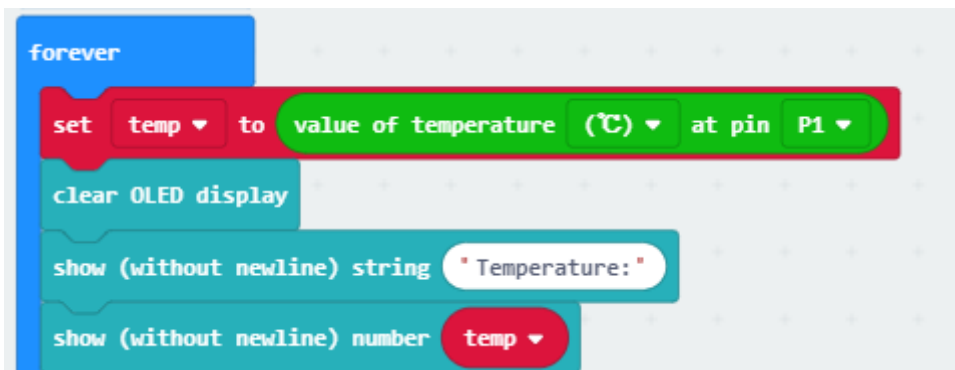 forever
set temp to value of temperature (℃) at pin P1
clear OLED display
show (without newline) string "Temperature:"
show (without newline) number temp